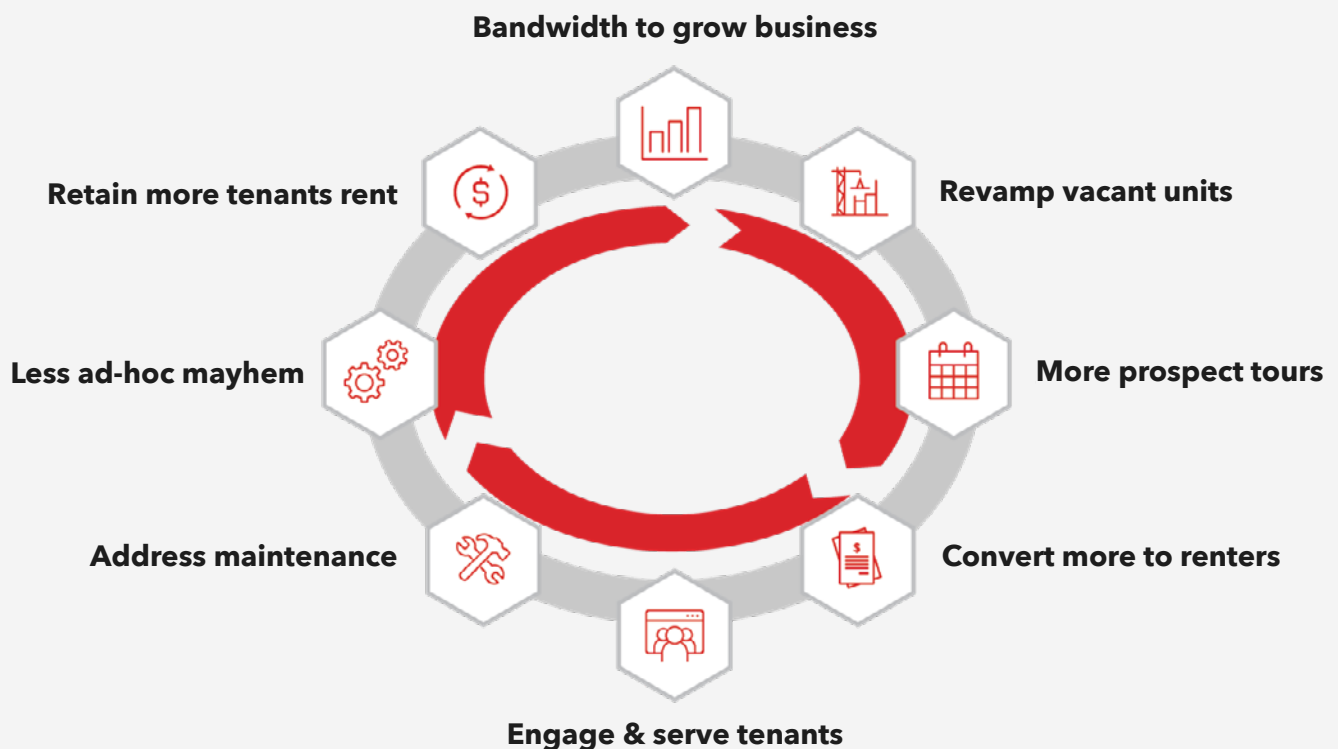 Bandwidth to grow business
Retain more tenants rent
Revamp vacant units
Less ad-hoc mayhem
More prospect tours
Address maintenance
Convert more to renters
Engage & serve tenants
$
$